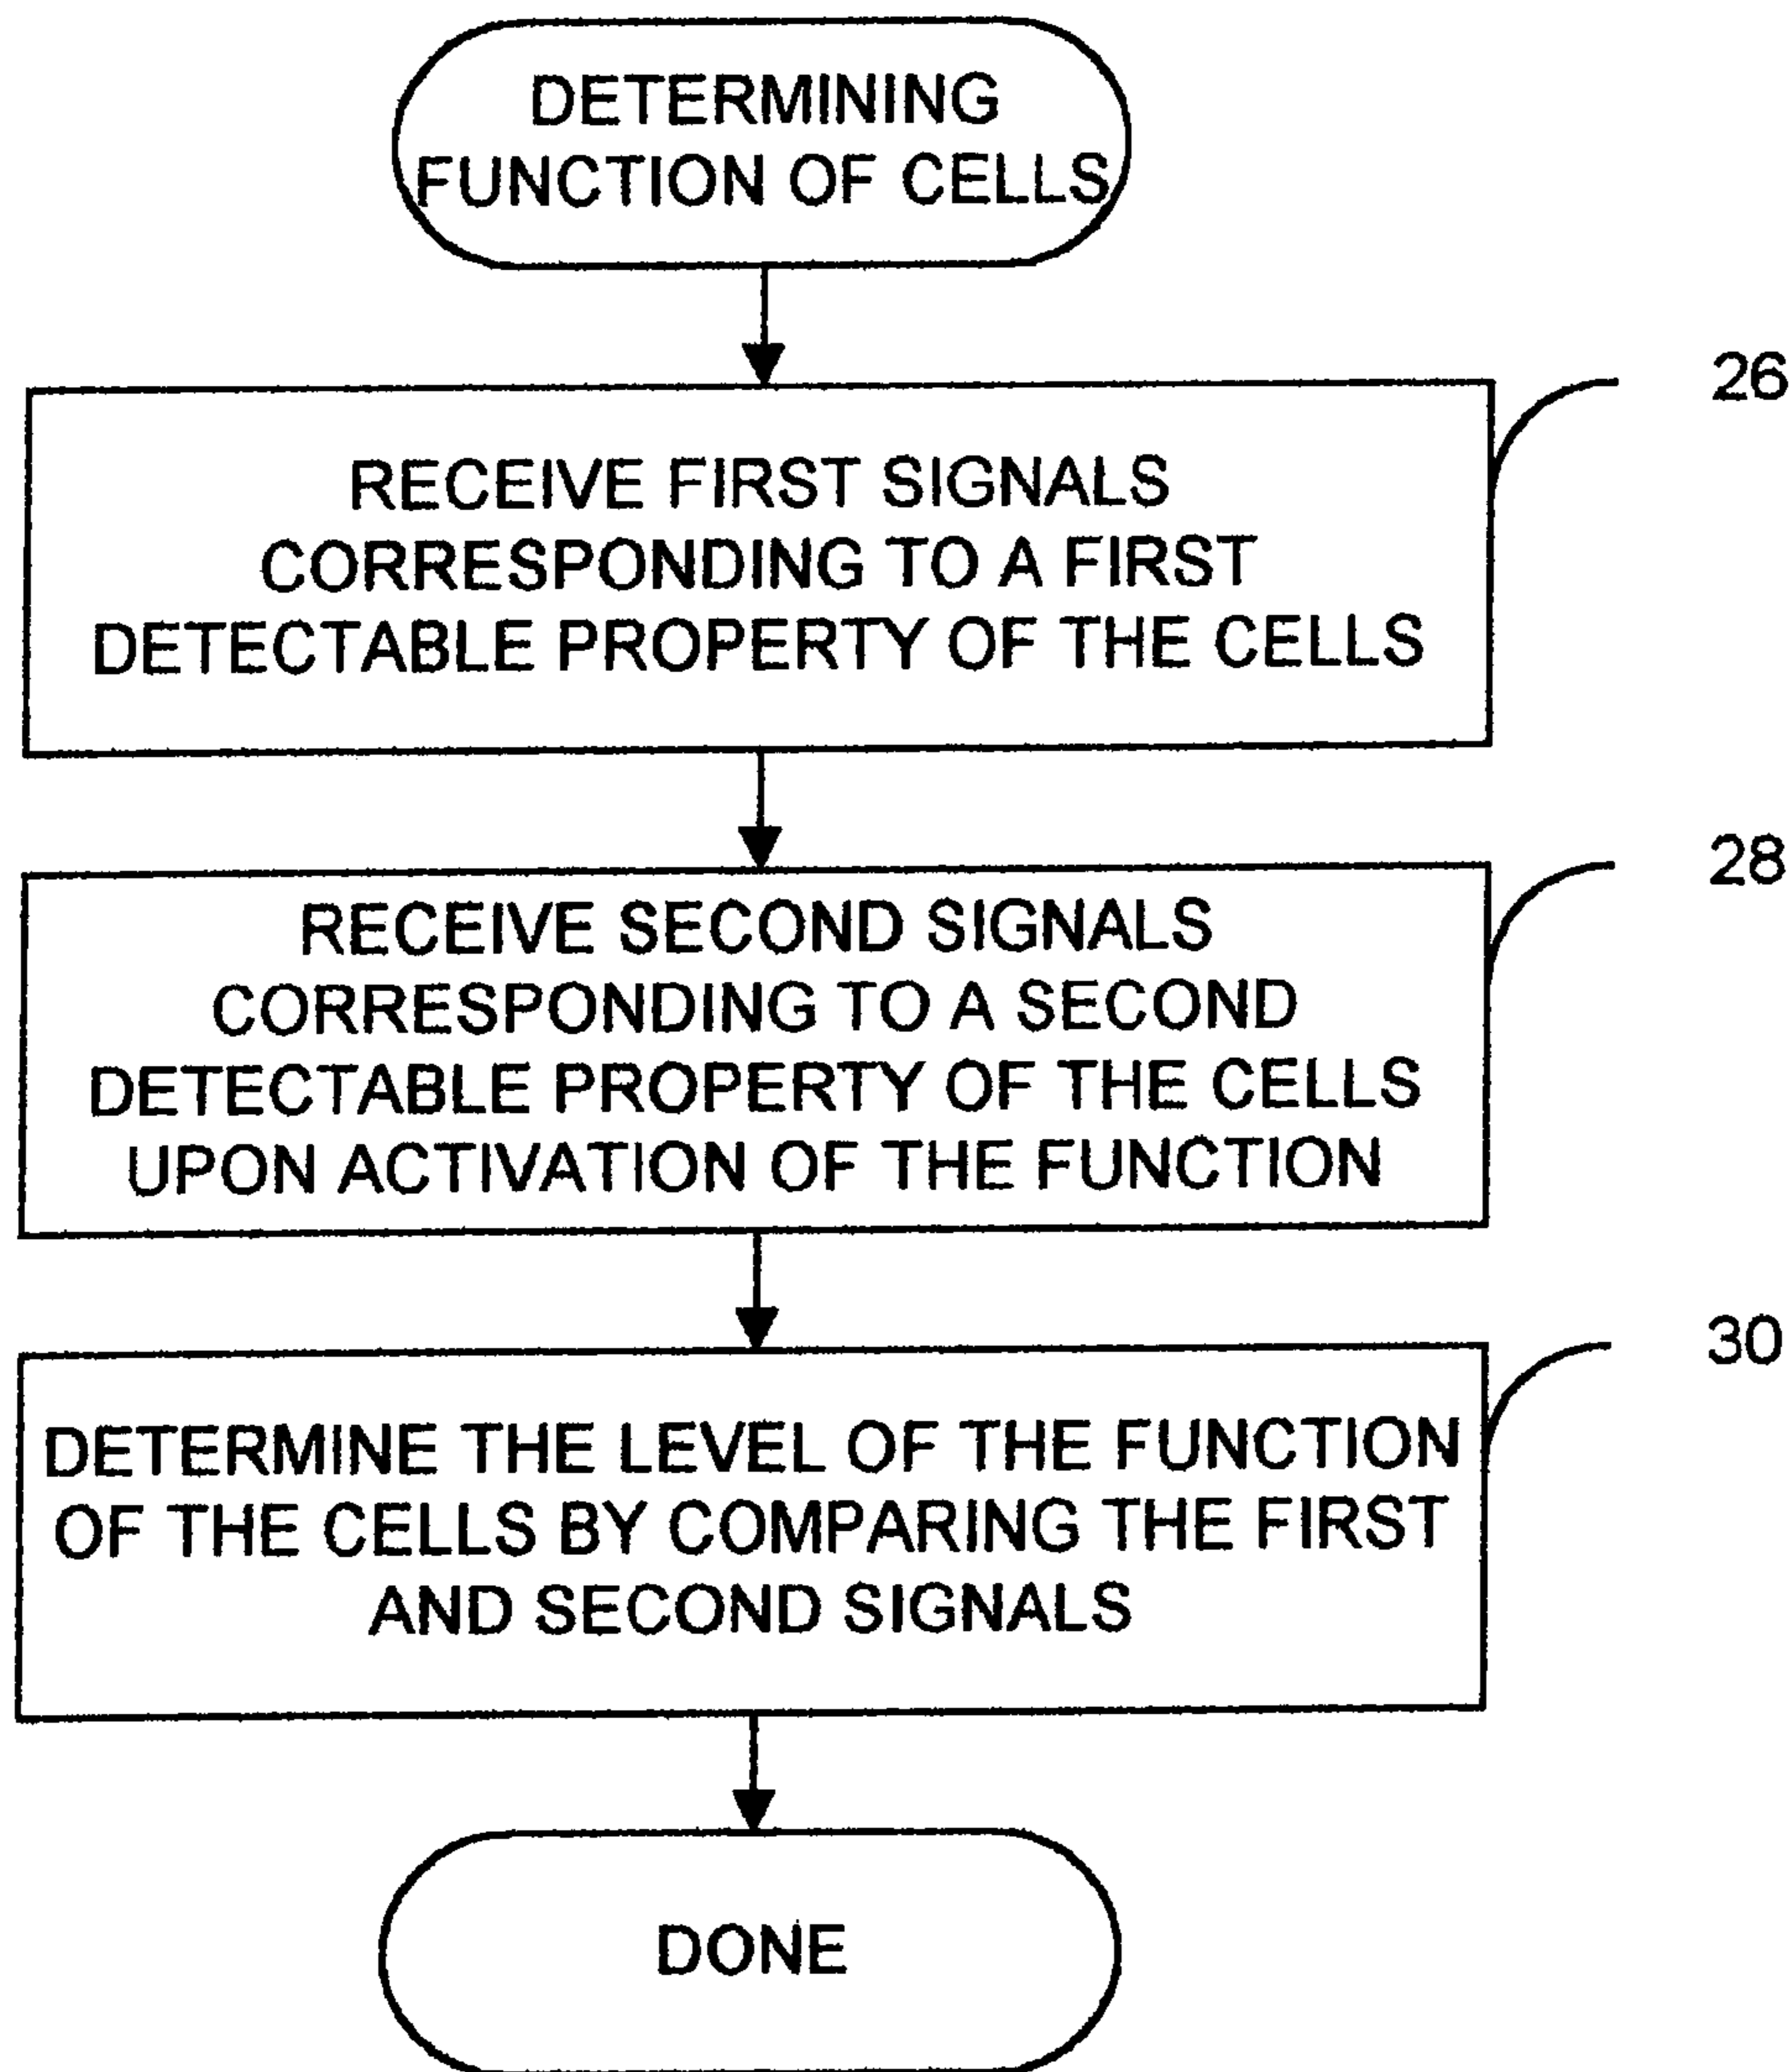 DETERMINING
FUNCTION OF CELLS
26
RECEIVE FIRST SIGNALS
CORRESPONDING TO A FIRST
DETECTABLE PROPERTY OF THE CELLS
28
RECEIVE SECOND SIGNALS
CORRESPONDING TO A SECOND
DETECTABLE PROPERTY OF THE CELLS
UPON ACTIVATION OF THE FUNCTION
30
DETERMINE THE LEVEL OF THE FUNCTION
OF THE CELLS BY COMPARING THE FIRST
AND SECOND SIGNALS
DONE